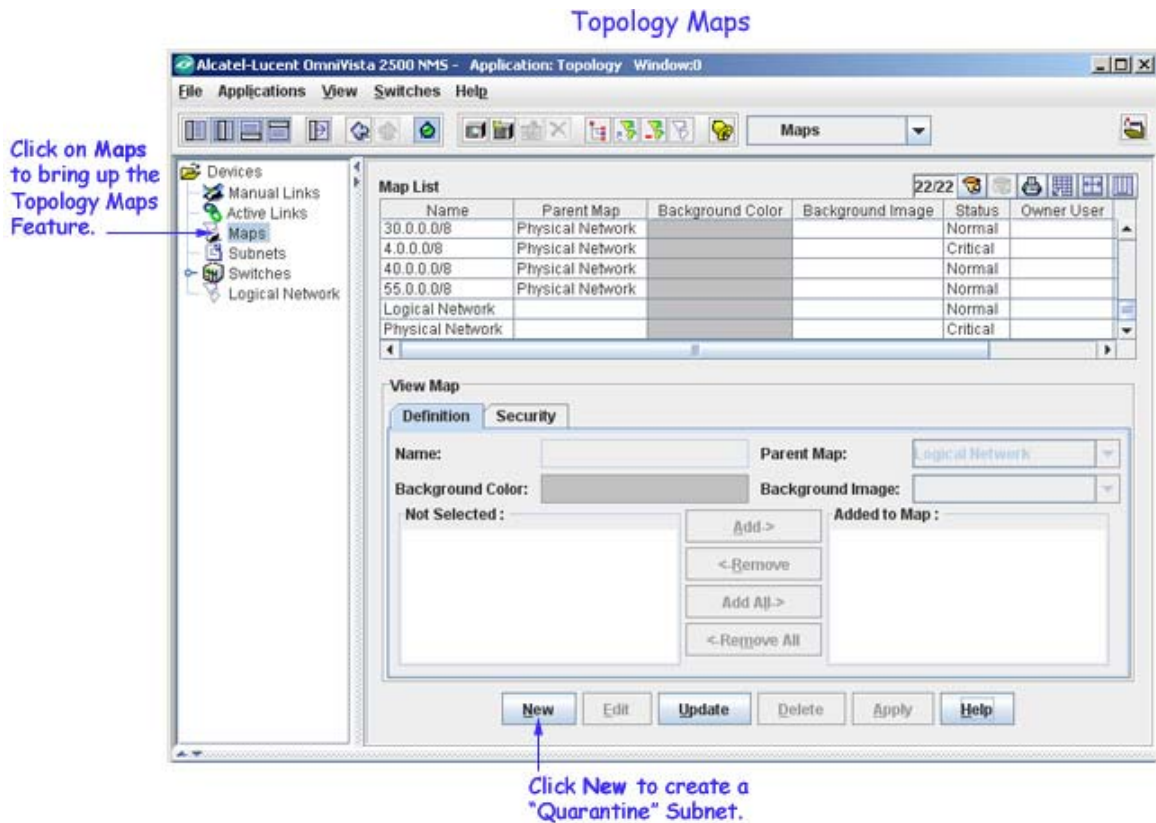 Topology Maps
Alcatel-Lucent OmniVista 2500 NMS - Application: Topology Window:0
File Applications View Switches Help
Maps
Click on Maps
to bring up the
Topology Maps
Feature.
Devices
Manual Links
Active Links
Maps
Subnets
Switches
Logical Network
Map List
22/22
Name Parent Map Background Color Background Image Status Owner User
30.0.0.0/8 Physical Network Normal
4.0.0.0/8 Physical Network Critical
40.0.0.0/8 Physical Network Normal
55.0.0.0/8 Physical Network Normal
Logical Network Normal
Physical Network Critical
View Map
Definition Security
Name: Parent Map: Logical Network
Background Color: Background Image:
Not Selected : Added to Map :
Add->
<-Remove
Add All->
<-Remove All
New Edit Update Delete Apply Help
Click New to create a
"Quarantine" Subnet.